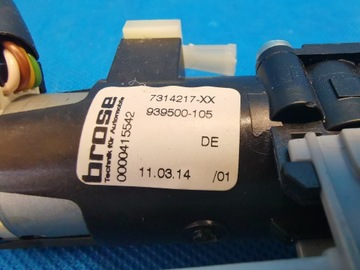 brose
Technik für Automobile
0000415542
7314217-XX
939500-105
DE
11.03.14 /01